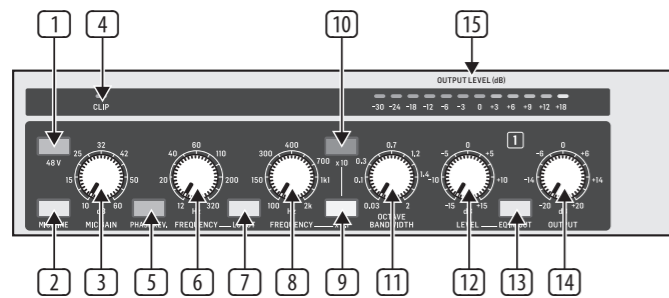 1 4 10 15
OUTPUT LEVEL (dB)
CLIP
-30 -24 -18 -12 -6 -3 0 +3 +6 +9 +12 +18
1
48 V
10 15 25 32 42 50 60
12 20 40 60 110 200 320
100 150 300 400 700 1k1 2k
x10
0,03 0.1 0.3 0.7 1,2 1,4 2
-15 -10 -5 0 +5 +10 +15
-20 -14 -6 0 +6 +14 +20
Hz
OCTAVE
MIC GAIN FREQUENCY FREQUENCY BANDWIDTH LEVEL OUTPUT
2 3 5 6 7 8 9 11 12 13 14